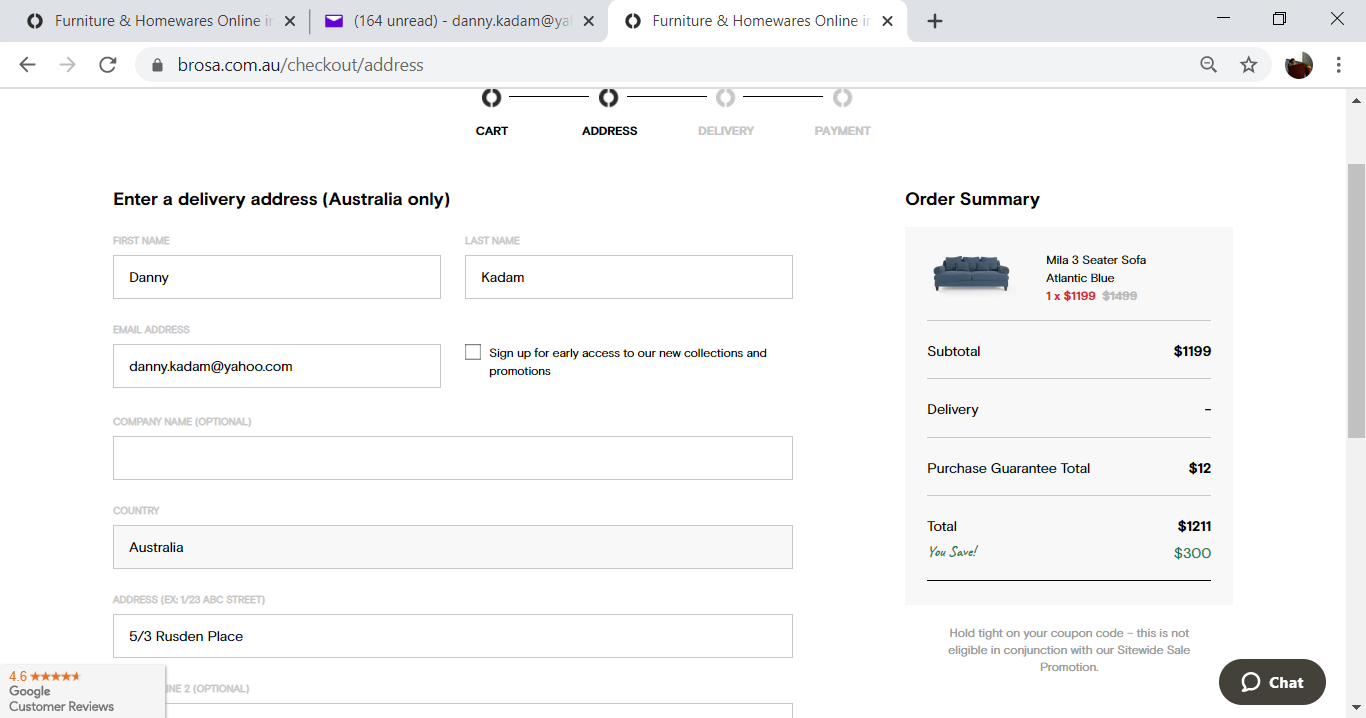 Furniture & Homewares Online in
(164 unread) - danny.kadam@ya
Furniture & Homewares Online in
brosa.com.au/checkout/address
CART
ADDRESS
DELIVERY
PAYMENT
Enter a delivery address (Australia only)
FIRST NAME
LAST NAME
Danny
Kadam
EMAIL ADDRESS
danny.kadam@yahoo.com
Sign up for early access to our new collections and
promotions
COMPANY NAME (OPTIONAL)
COUNTRY
Australia
ADDRESS (EX: 1/23 ABC STREET)
5/3 Rusden Place
INE 2 (OPTIONAL)
4.6
Google
Customer Reviews
Order Summary
Mila 3 Seater Sofa
Atlantic Blue
1 x $1199 $1499
Subtotal $1199
Delivery –
Purchase Guarantee Total $12
Total $1211
You Save! $300
Hold tight on your coupon code – this is not
eligible in conjunction with our Sitewide Sale
Promotion.
Chat